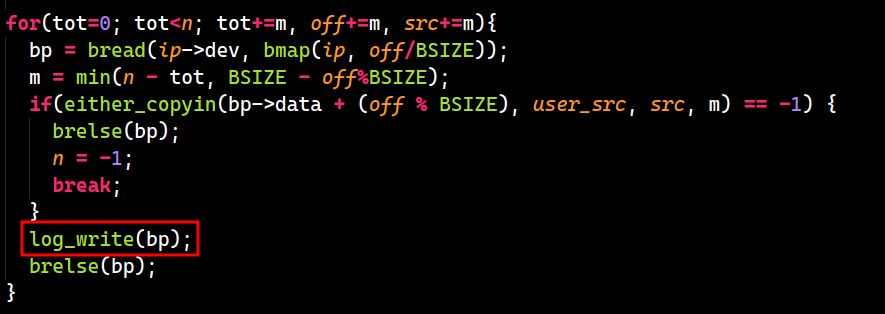 for(tot=0; tot<n; tot+=m, off+=m, src+=m){
  bp = bread(ip->dev, bmap(ip, off/BSIZE));
  m = min(n - tot, BSIZE - off%BSIZE);
  if(either_copyin(bp->data + (off % BSIZE), user_src, src, m) == -1) {
    brelse(bp);
    n = -1;
    break;
  }
  log_write(bp);
  brelse(bp);
}